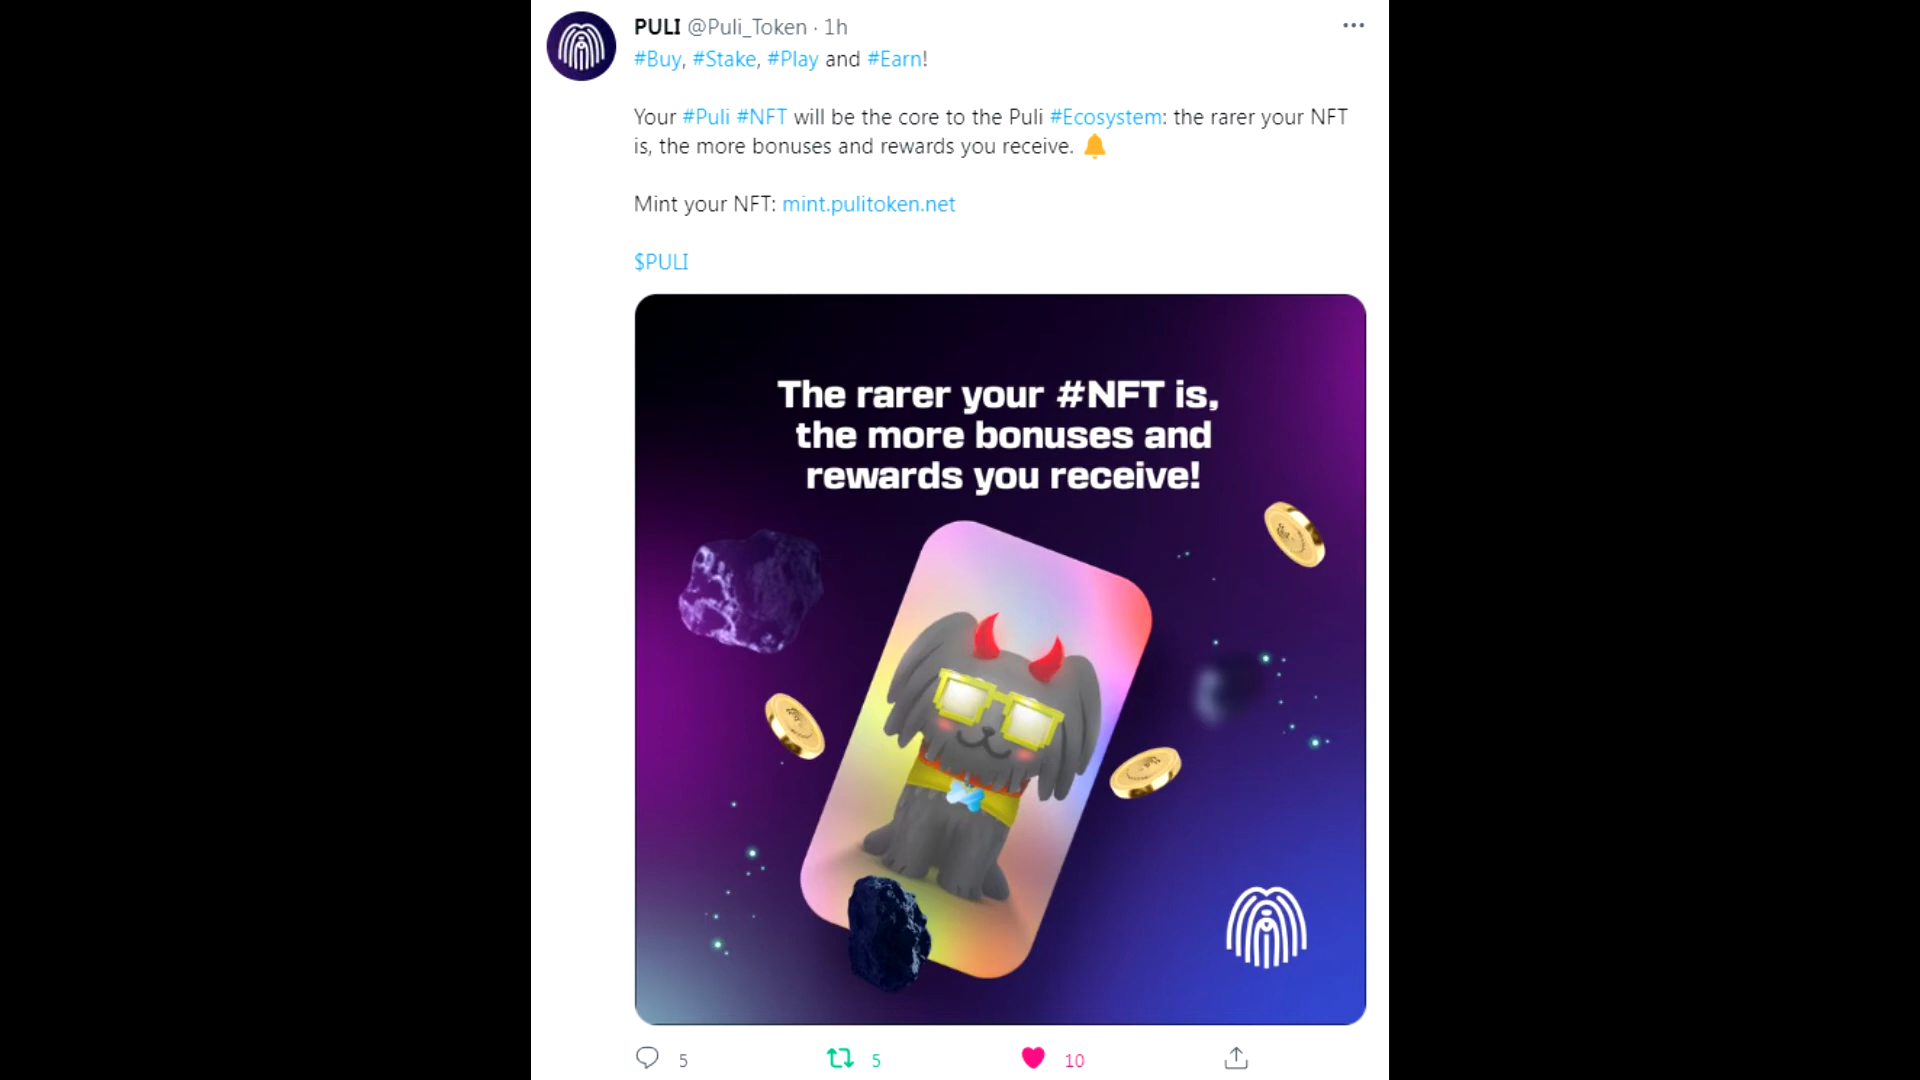 PULI @Puli_Token · 1h
#Buy, #Stake, #Play and #Earn!
Your #Puli #NFT will be the core to the Puli #Ecosystem: the rarer your NFT
is, the more bonuses and rewards you receive. 🔔
Mint your NFT: mint.pulitoken.net
$PULI
The rarer your #NFT is,
the more bonuses and
rewards you receive!
5 5 10